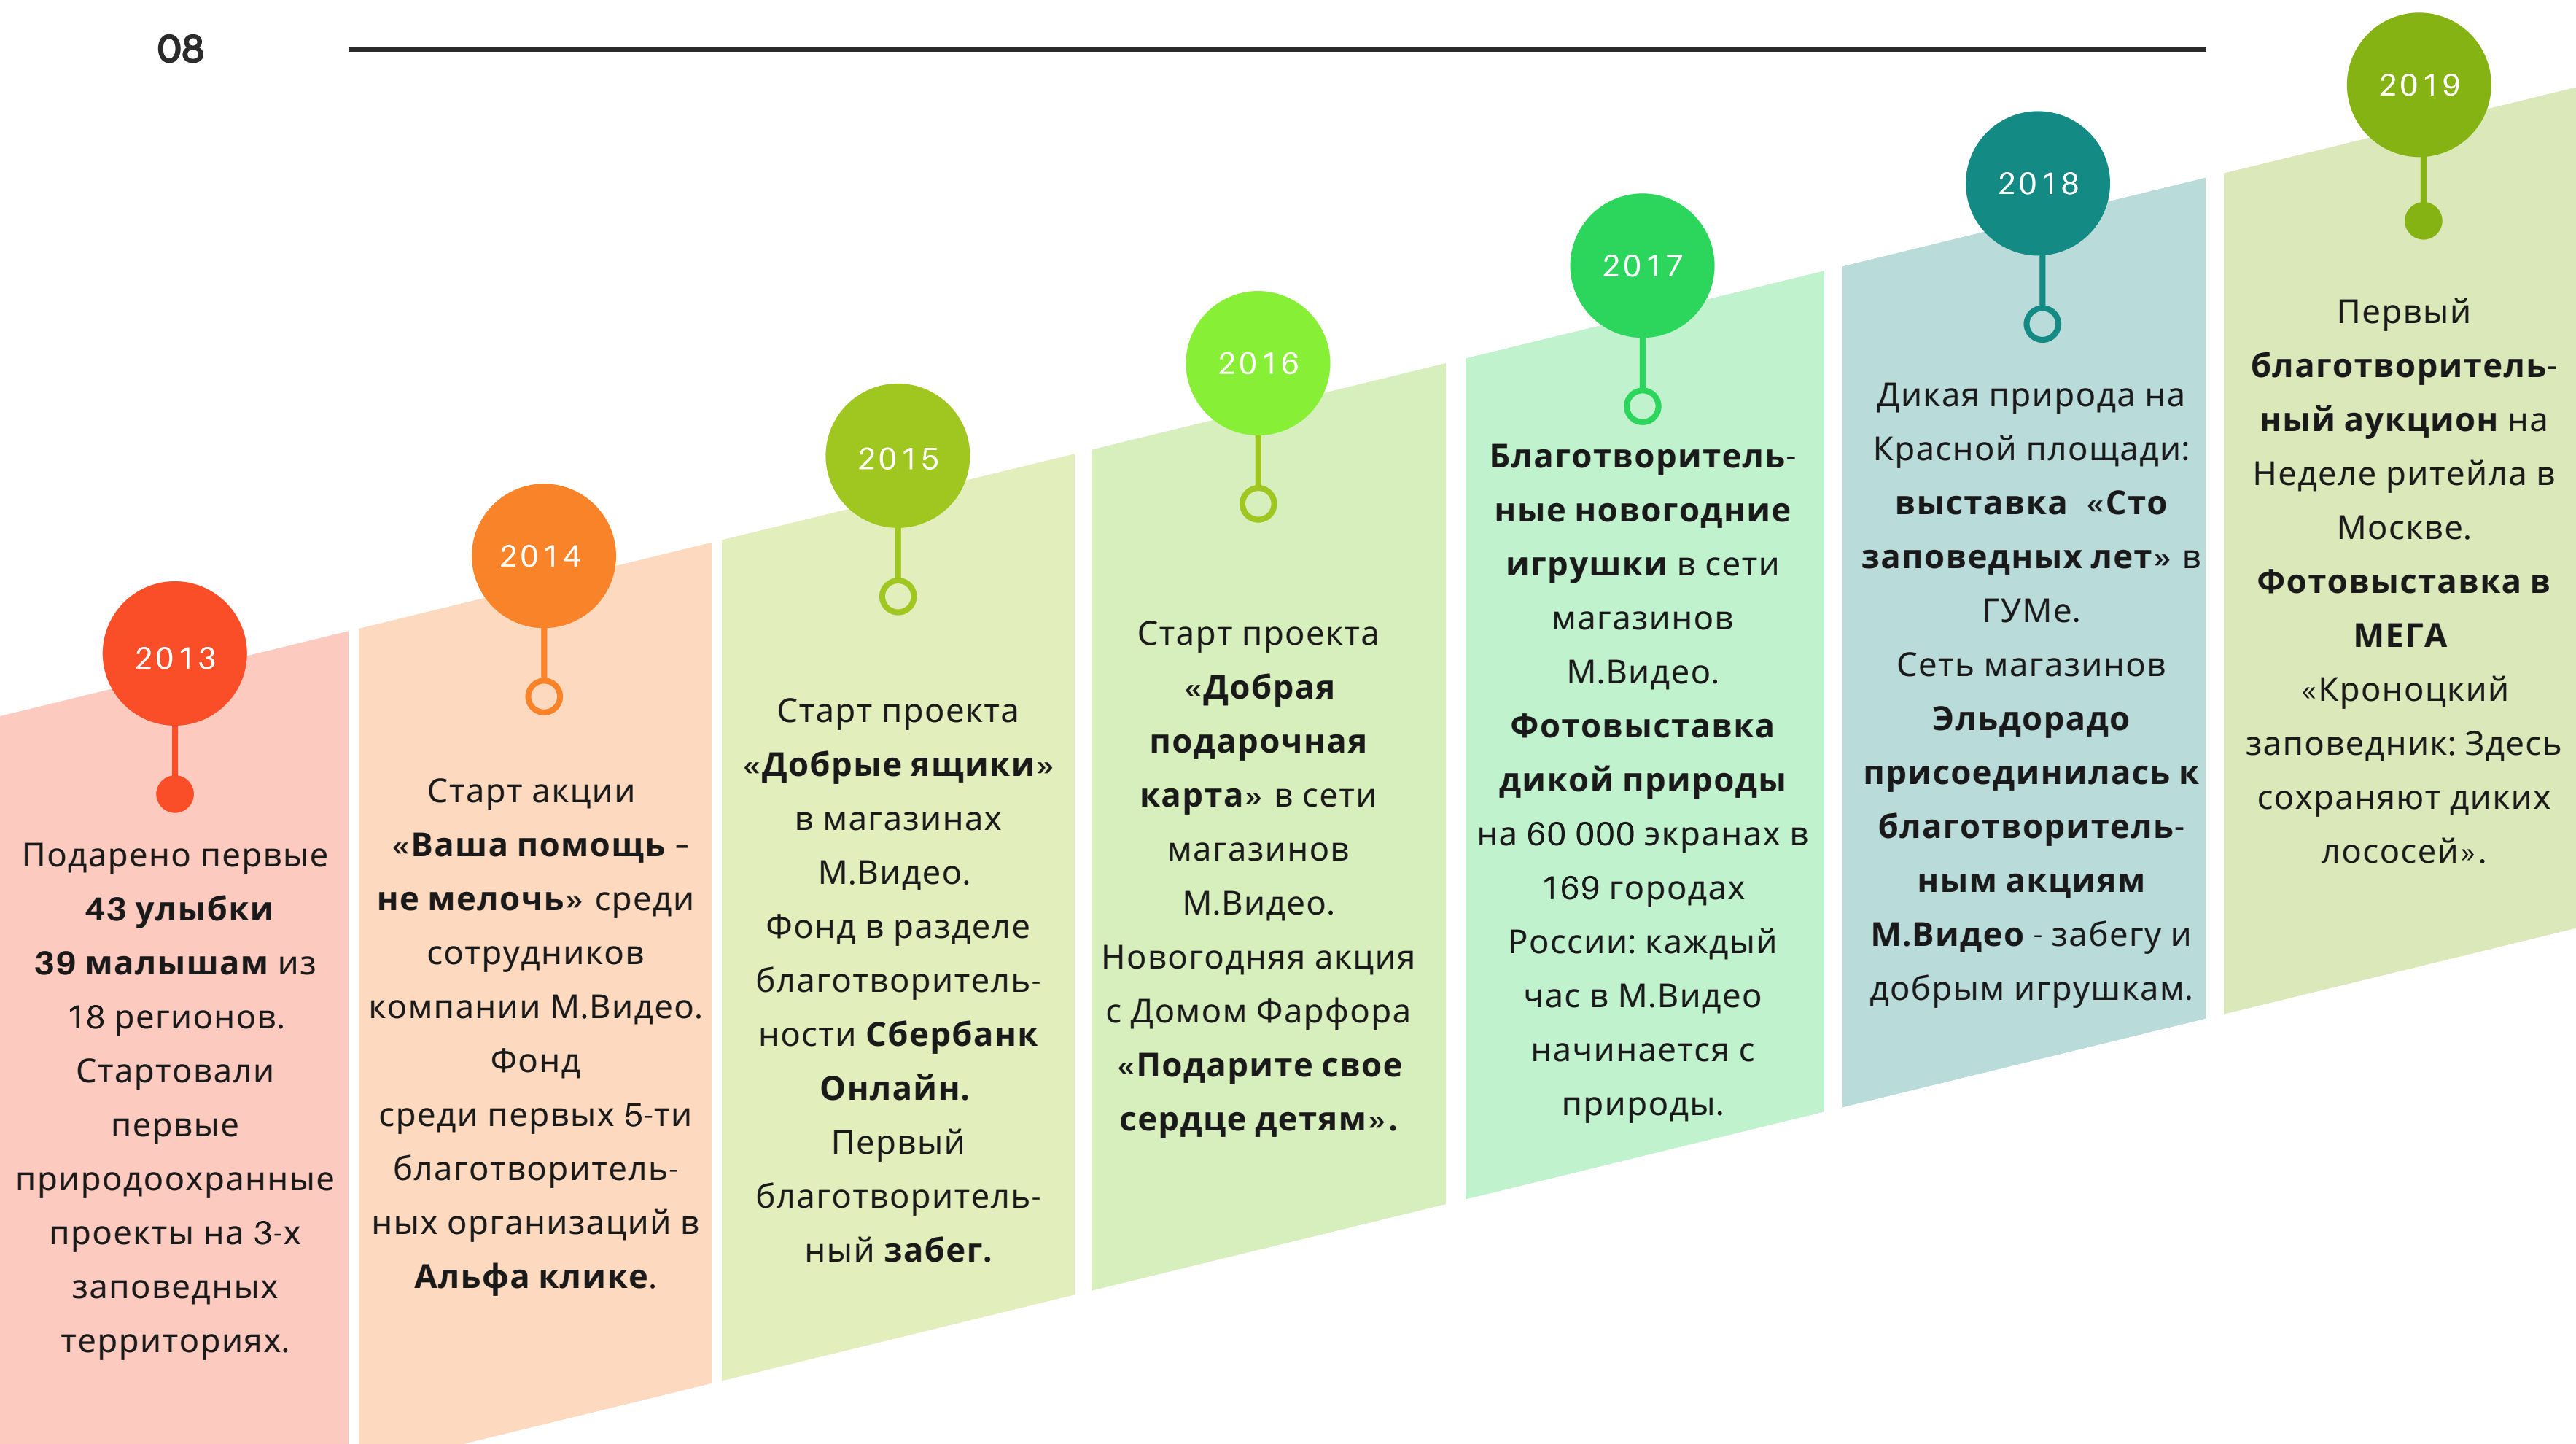 08
2013
Подарено первые
43 улыбки
39 малышам из
18 регионов.
Стартовали
первые
природоохранные
проекты на 3-х
заповедных
территориях.
2014
Старт акции
«Ваша помощь –
не мелочь» среди
сотрудников
компании М.Видео.
Фонд
среди первых 5-ти
благотворитель-
ных организаций в
Альфа клике.
2015
Старт проекта
«Добрые ящики»
в магазинах
М.Видео.
Фонд в разделе
благотворитель-
ности Сбербанк
Онлайн.
Первый
благотворитель-
ный забег.
2016
Старт проекта
«Добрая
подарочная
карта» в сети
магазинов
М.Видео.
Новогодняя акция
с Домом Фарфора
«Подарите свое
сердце детям».
2017
Благотворитель-
ные новогодние
игрушки в сети
магазинов
М.Видео.
Фотовыставка
дикой природы
на 60 000 экранах в
169 городах
России: каждый
час в М.Видео
начинается с
природы.
2018
Дикая природа на
Красной площади:
выставка «Сто
заповедных лет» в
ГУМе.
Сеть магазинов
Эльдорадо
присоединилась к
благотворитель-
ным акциям
М.Видео - забегу и
добрым игрушкам.
2019
Первый
благотворитель-
ный аукцион на
Неделе ритейла в
Москве.
Фотовыставка в
МЕГА
«Кроноцкий
заповедник: Здесь
сохраняют диких
лососей».